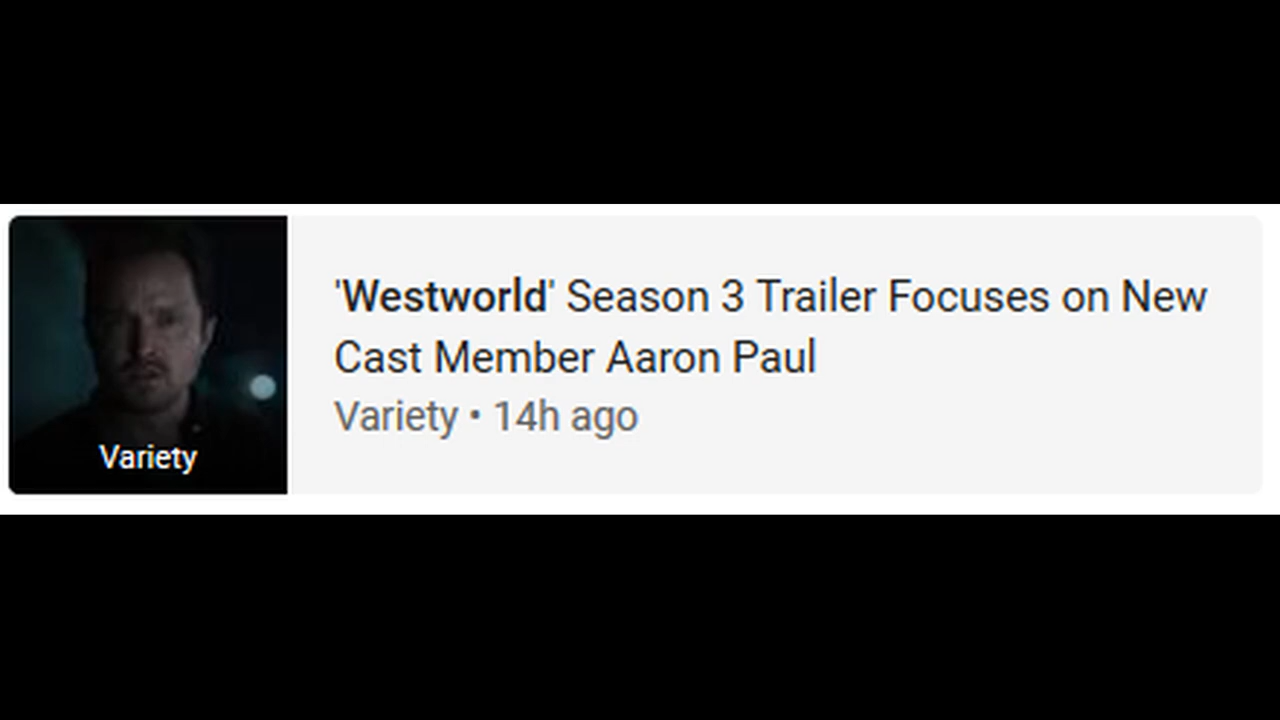 'Westworld' Season 3 Trailer Focuses on New
Cast Member Aaron Paul
Variety • 14h ago
Variety